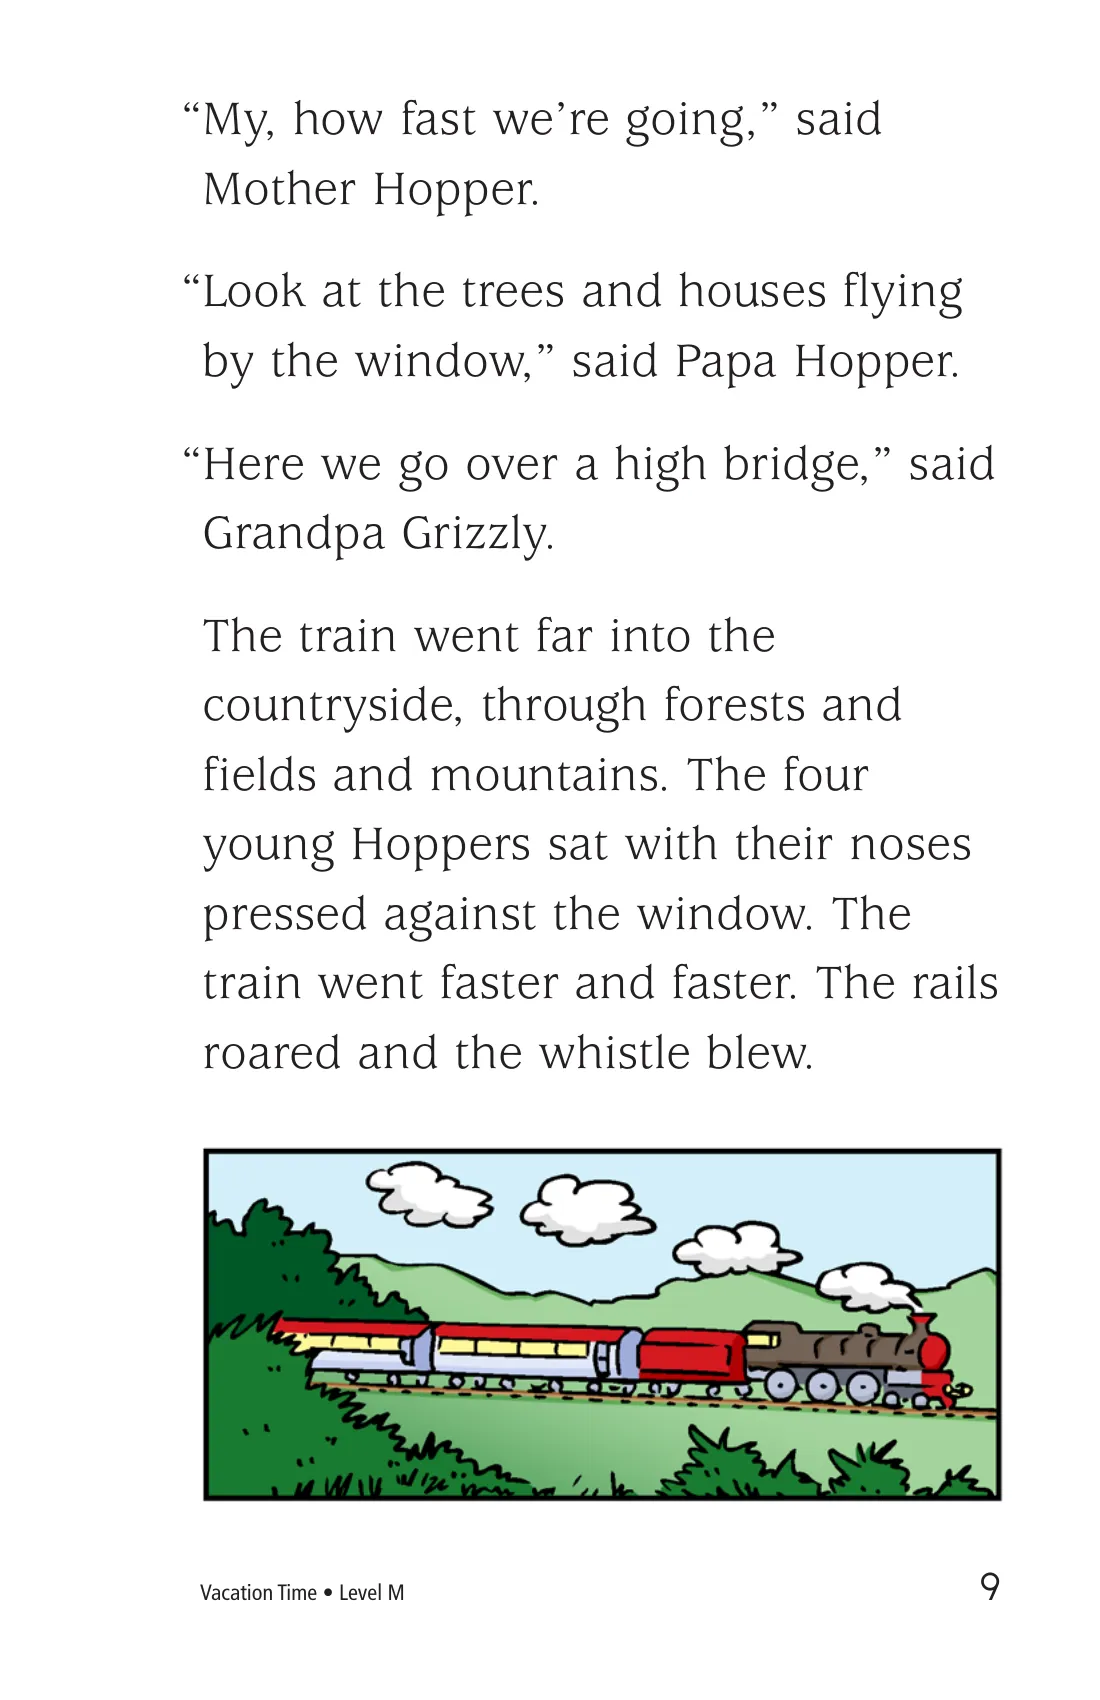 “My, how fast we’re going,” said
Mother Hopper.
“Look at the trees and houses flying
by the window,” said Papa Hopper.
“Here we go over a high bridge,” said
Grandpa Grizzly.
The train went far into the
countryside, through forests and
fields and mountains. The four
young Hoppers sat with their noses
pressed against the window. The
train went faster and faster. The rails
roared and the whistle blew.
Vacation Time • Level M
9